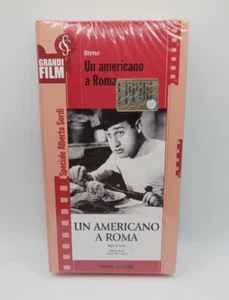 GRANDI
FILM
Steno
Un americano
a Roma
Speciale Alberto Sordi
UN AMERICANO
A ROMA